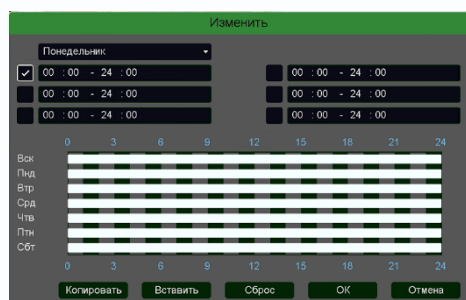 Изменить
Понедельник
00 : 00 - 24 : 00 00 : 00 - 24 : 00
00 : 00 - 24 : 00 00 : 00 - 24 : 00
00 : 00 - 24 : 00 00 : 00 - 24 : 00
0 3 6 9 12 15 18 21 24
Вск
Пнд
Втр
Срд
Чтв
Птн
Сбт
0 3 6 9 12 15 18 21 24
Копировать Вставить Сброс ОК Отмена